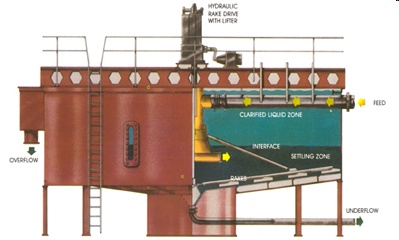 HYDRAULIC
RAKE DRIVE
WITH LIFTER
FEED
CLARIFIED LIQUID ZONE
INTERFACE
SETTLING ZONE
OVERFLOW
RAKES
UNDERFLOW